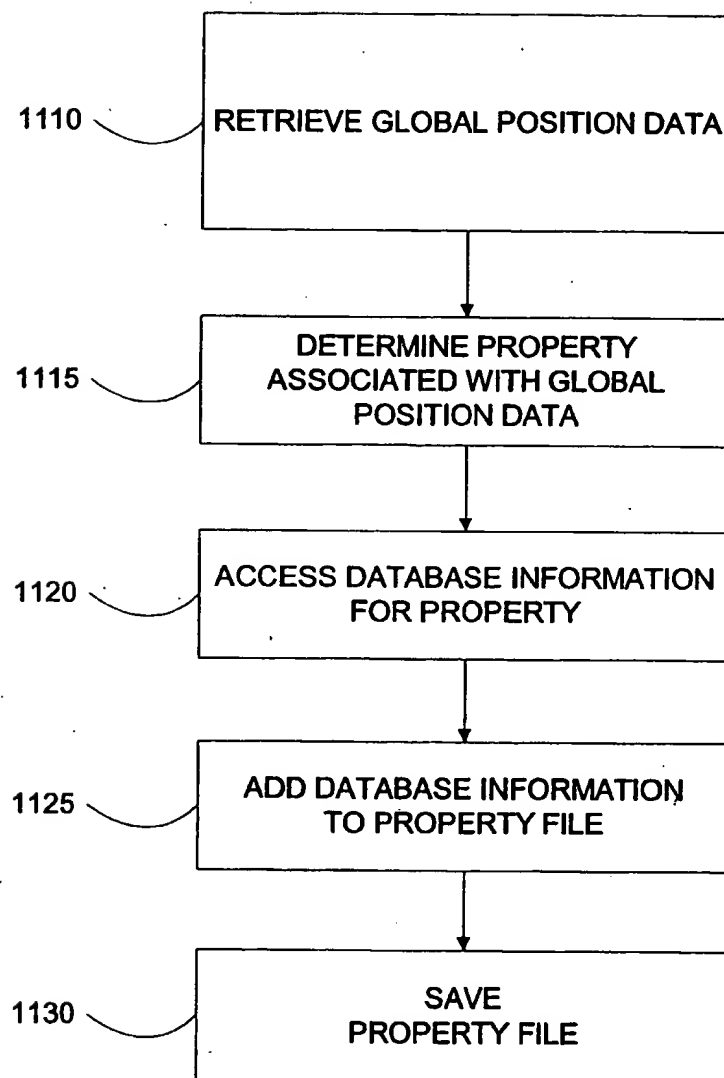 1110 RETRIEVE GLOBAL POSITION DATA
1115 DETERMINE PROPERTY
ASSOCIATED WITH GLOBAL
POSITION DATA
1120 ACCESS DATABASE INFORMATION
FOR PROPERTY
1125 ADD DATABASE INFORMATION
TO PROPERTY FILE
1130 SAVE
PROPERTY FILE